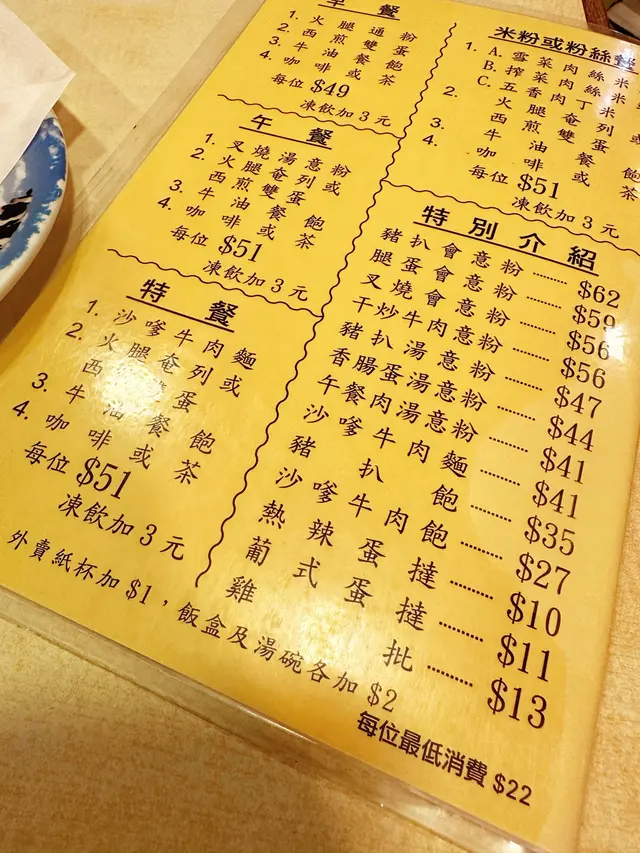 早餐
1. 火腿通粉
2. 西煎雙蛋
3. 牛油餐飽
4. 咖啡或茶
每位 $49
凍飲加 3 元
午餐
1. 叉燒湯意粉
2. 火腿奄列或
西煎雙蛋
3. 牛油餐飽
4. 咖啡或茶
每位 $51
凍飲加 3 元
特餐
1. 沙嗲牛肉麵
2. 火腿奄列或
西煎雙蛋
3. 牛油餐飽
4. 咖啡或茶
每位 $51
凍飲加 3 元
米粉或粉絲餐
1. A. 雪菜肉絲米
B. 搾菜肉絲米
C. 五香肉丁米
2. 火腿奄列或
西煎雙蛋
3. 牛油餐飽
4. 咖啡或茶
每位 $51
凍飲加 3 元
特別介紹
豬扒會意粉 ........ $62
腿蛋會意粉 ........ $59
叉燒會意粉 ........ $56
干炒牛肉意粉 ........ $56
豬扒湯意粉 ........ $47
香腸蛋湯意粉 ........ $44
午餐肉湯意粉 ........ $41
沙嗲牛肉麵 ........ $41
豬扒飽 ........ $35
沙嗲牛肉飽 ........ $27
熱辣蛋撻 ........ $10
葡式蛋撻 ........ $11
雞批 ........ $13
外賣紙杯加 $1，飯盒及湯碗各加 $2
每位最低消費 $22